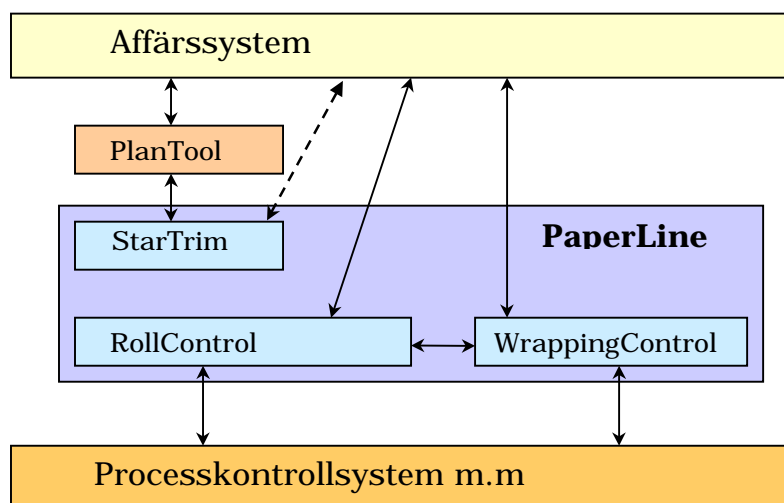 Affärssystem
PlanTool
StarTrim
PaperLine
RollControl
WrappingControl
Processkontrollsystem m.m